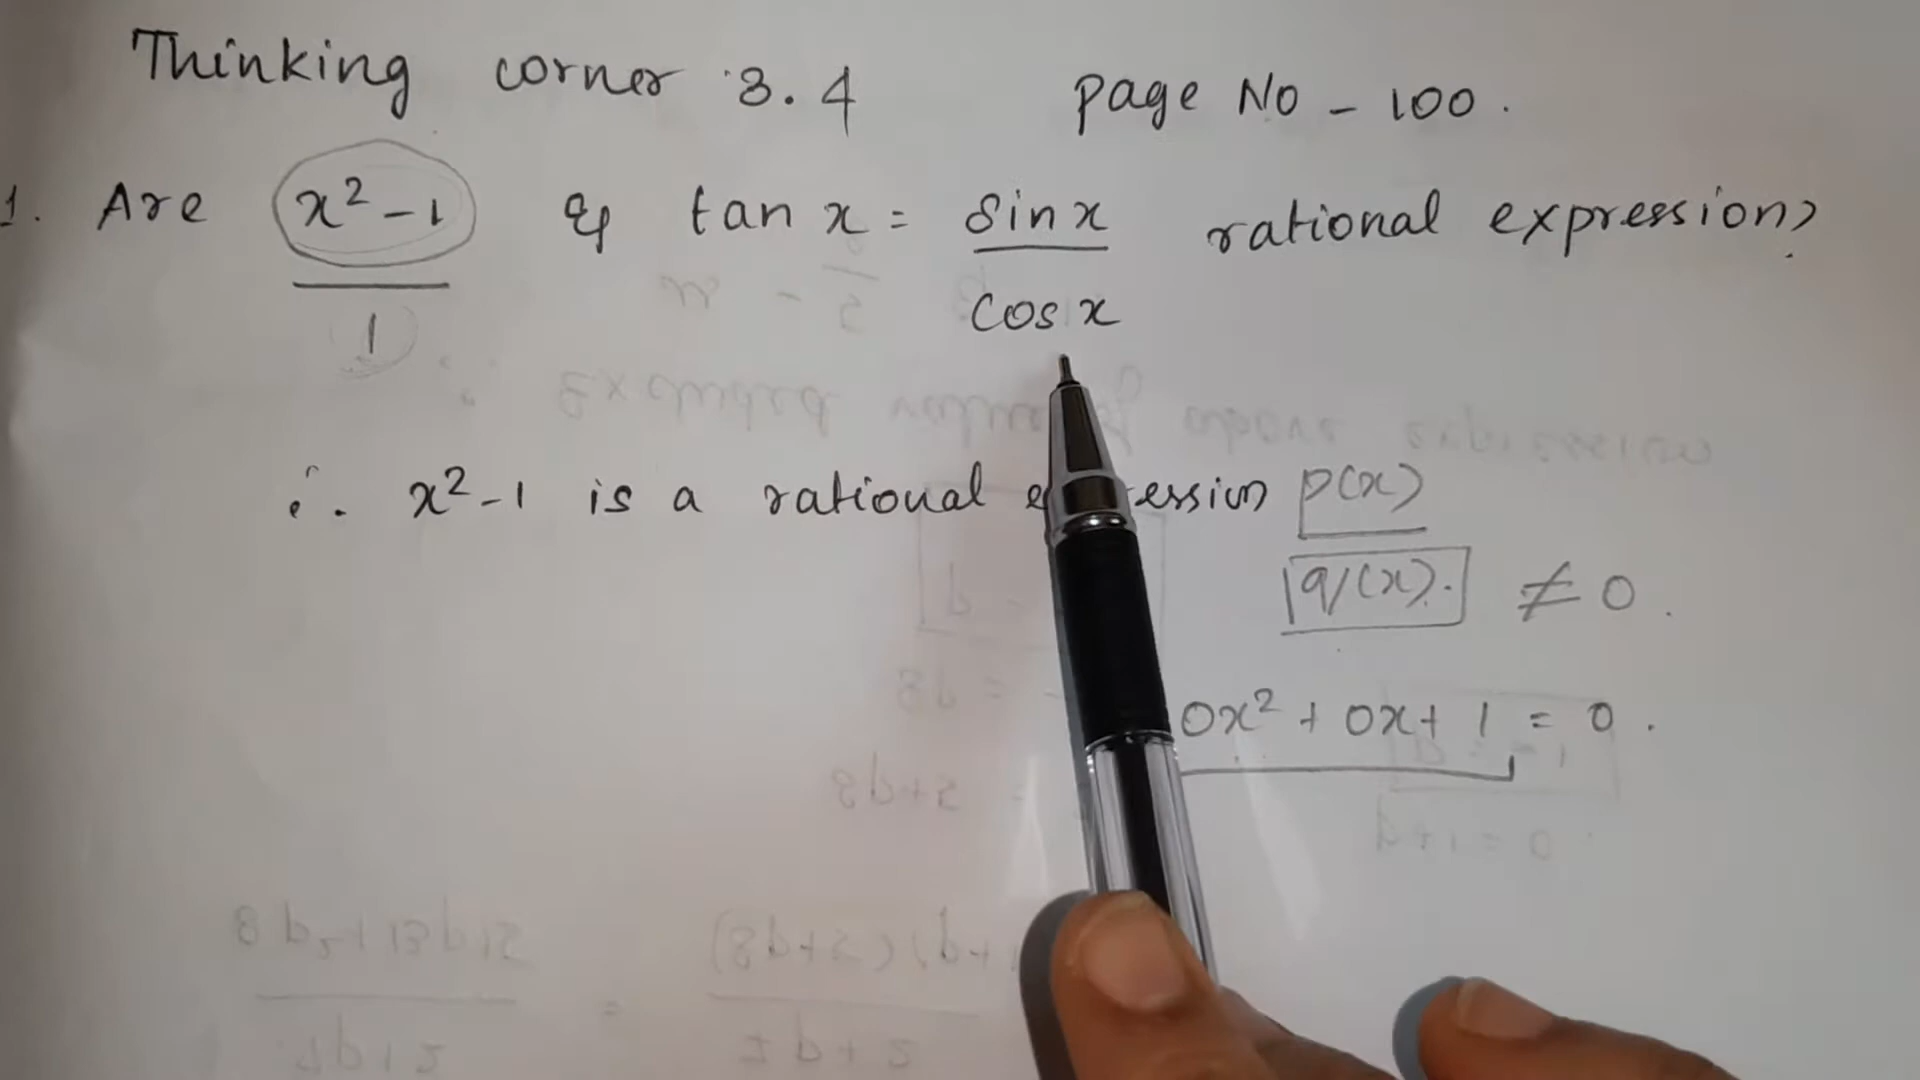 Thinking corner 3.4 page No - 100.
1. Are x² - 1 & tan x = sin x rational expression?
1 cos x
∴ x² - 1 is a rational p(x)
q(x). ≠ 0.
0x² + 0x + 1 = 0.